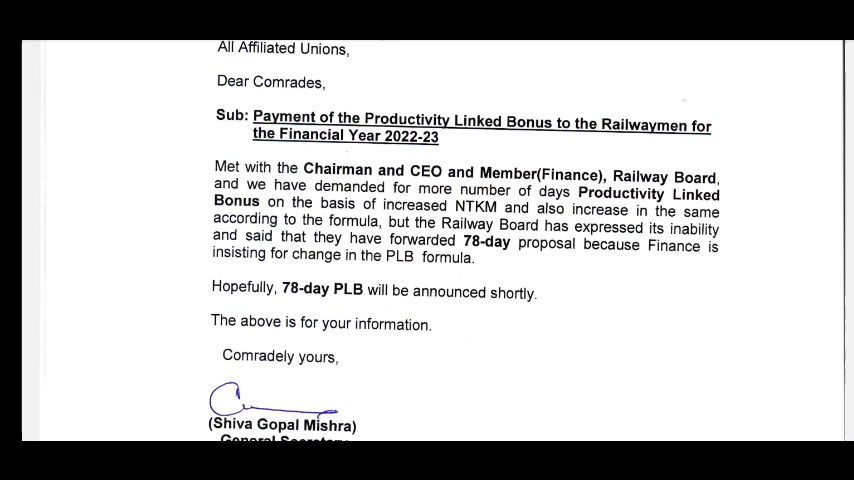 All Affiliated Unions,
Dear Comrades,
Sub: Payment of the Productivity Linked Bonus to the Railwaymen for
the Financial Year 2022-23
Met with the Chairman and CEO and Member(Finance), Railway Board,
and we have demanded for more number of days Productivity Linked
Bonus on the basis of increased NTKM and also increase in the same
according to the formula, but the Railway Board has expressed its inability
and said that they have forwarded 78-day proposal because Finance is
insisting for change in the PLB formula.
Hopefully, 78-day PLB will be announced shortly.
The above is for your information.
Comradely yours,
(Shiva Gopal Mishra)
General Secretary